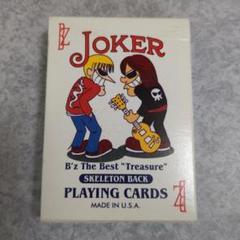 B'z
JOKER
B'z The Best "Treasure"
SKELETON BACK
PLAYING CARDS
MADE IN U.S.A.
B'z